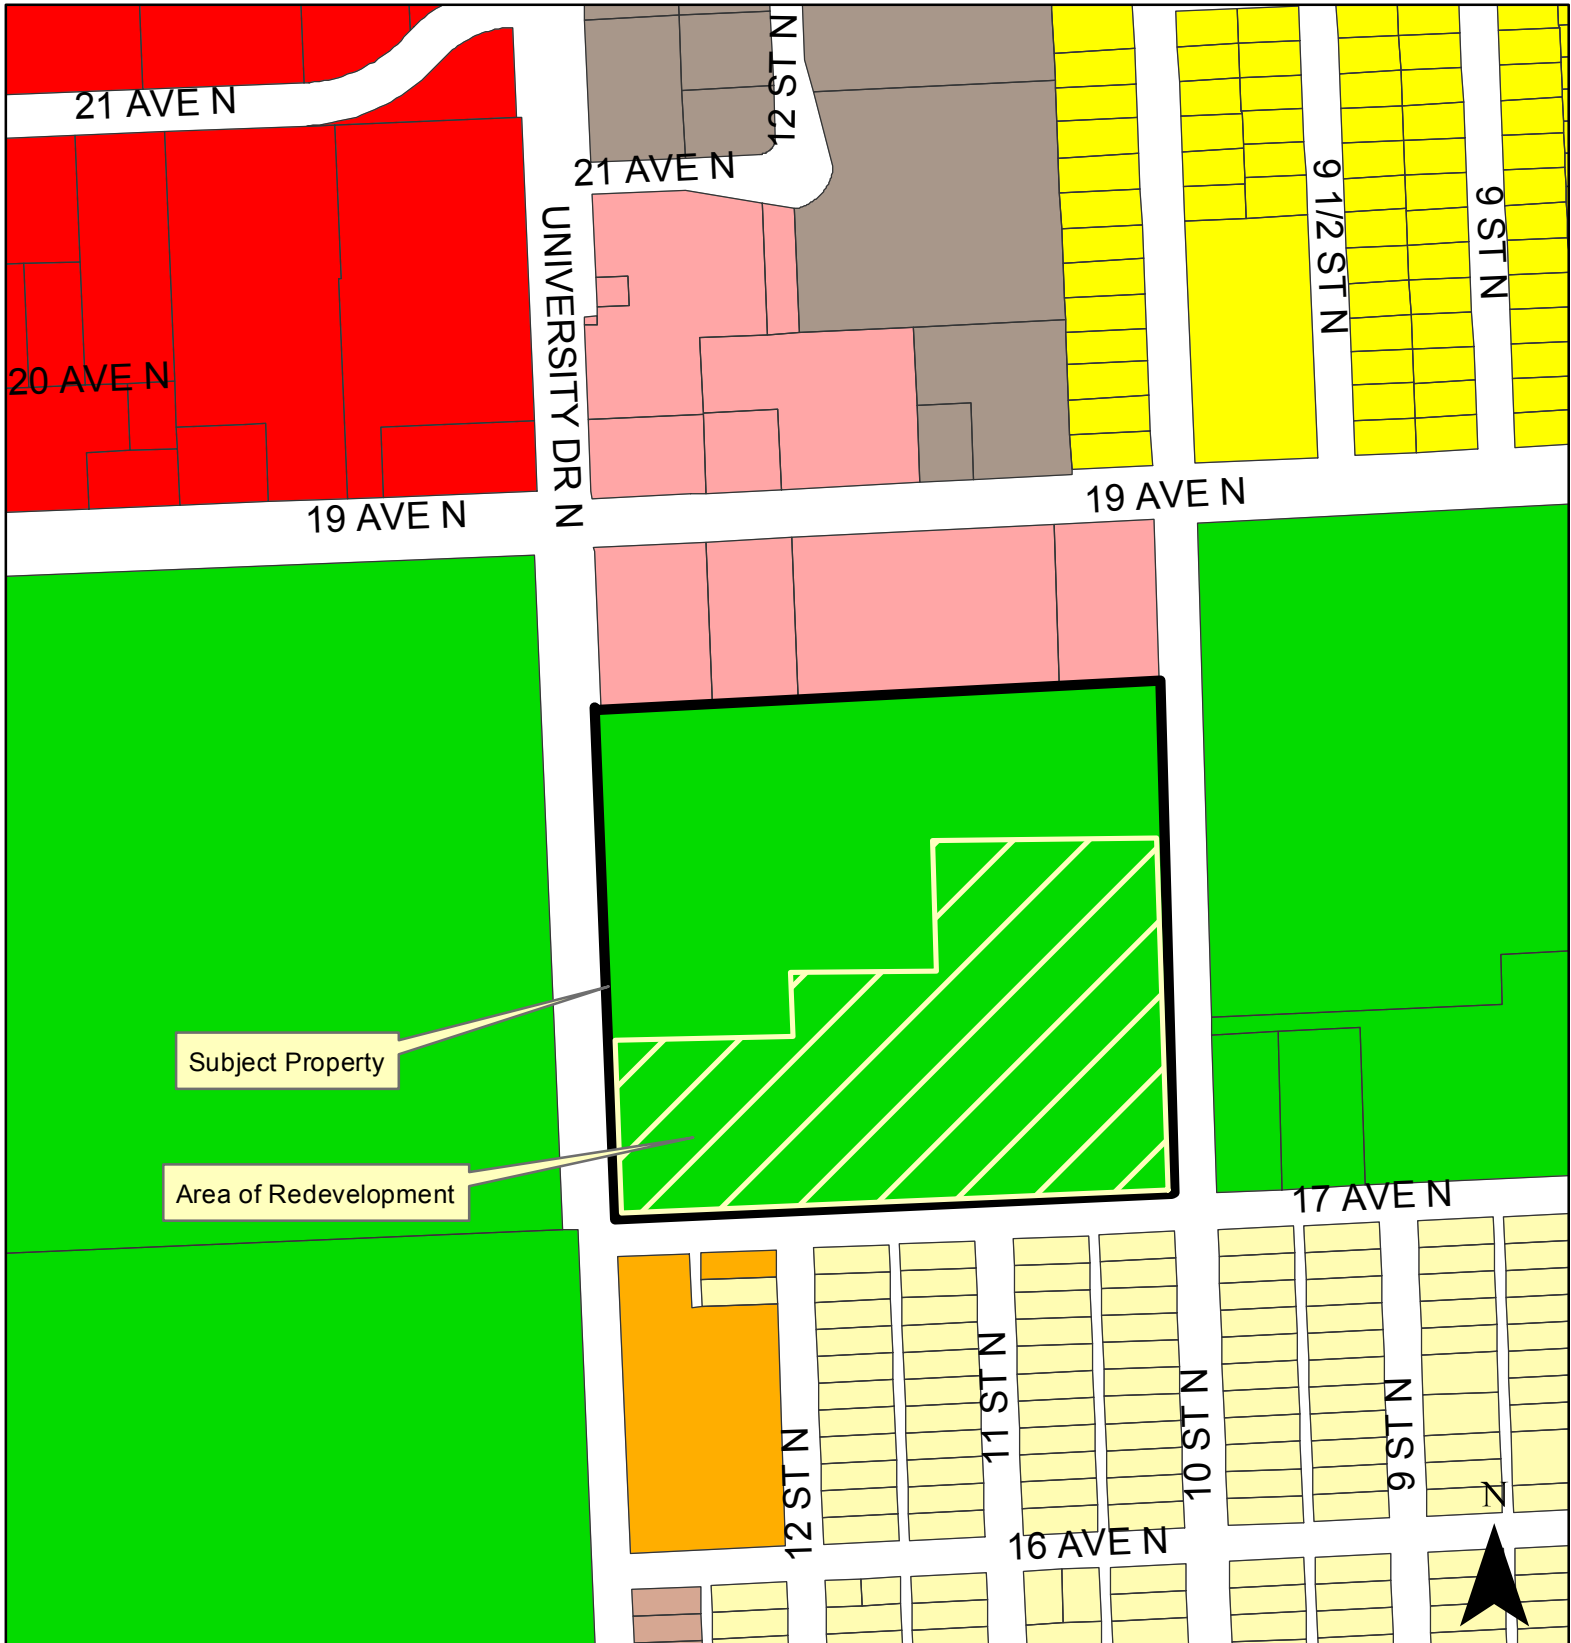 21 AVE N
12 ST N
21 AVE N
9 1/2 ST N
9 ST N
UNIVERSITY DR N
20 AVE N
19 AVE N
19 AVE N
Subject Property
Area of Redevelopment
17 AVE N
11 ST N
10 ST N
9 ST N
12 ST N
N
16 AVE N